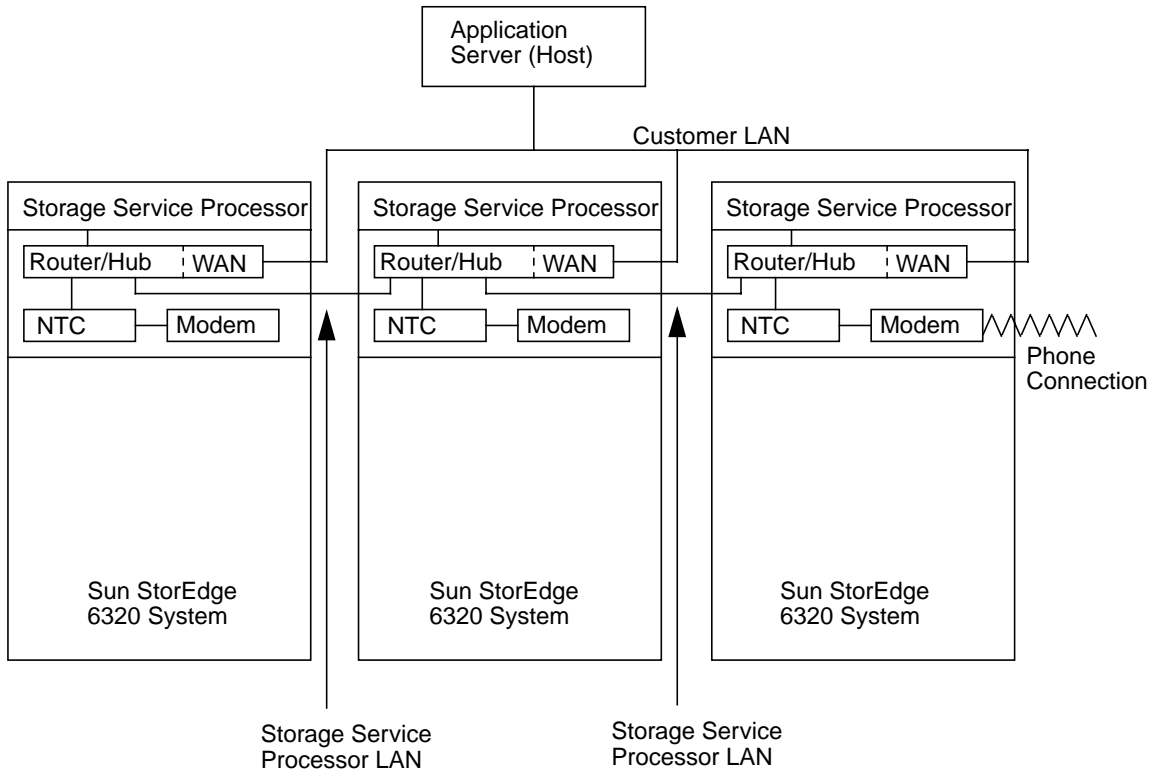 Application
Server (Host)
Customer LAN
Storage Service Processor
Router/Hub
WAN
NTC
Modem
Sun StorEdge
6320 System
Storage Service Processor
Router/Hub
WAN
NTC
Modem
Sun StorEdge
6320 System
Storage Service Processor
Router/Hub
WAN
NTC
Modem
Phone
Connection
Sun StorEdge
6320 System
Storage Service
Processor LAN
Storage Service
Processor LAN